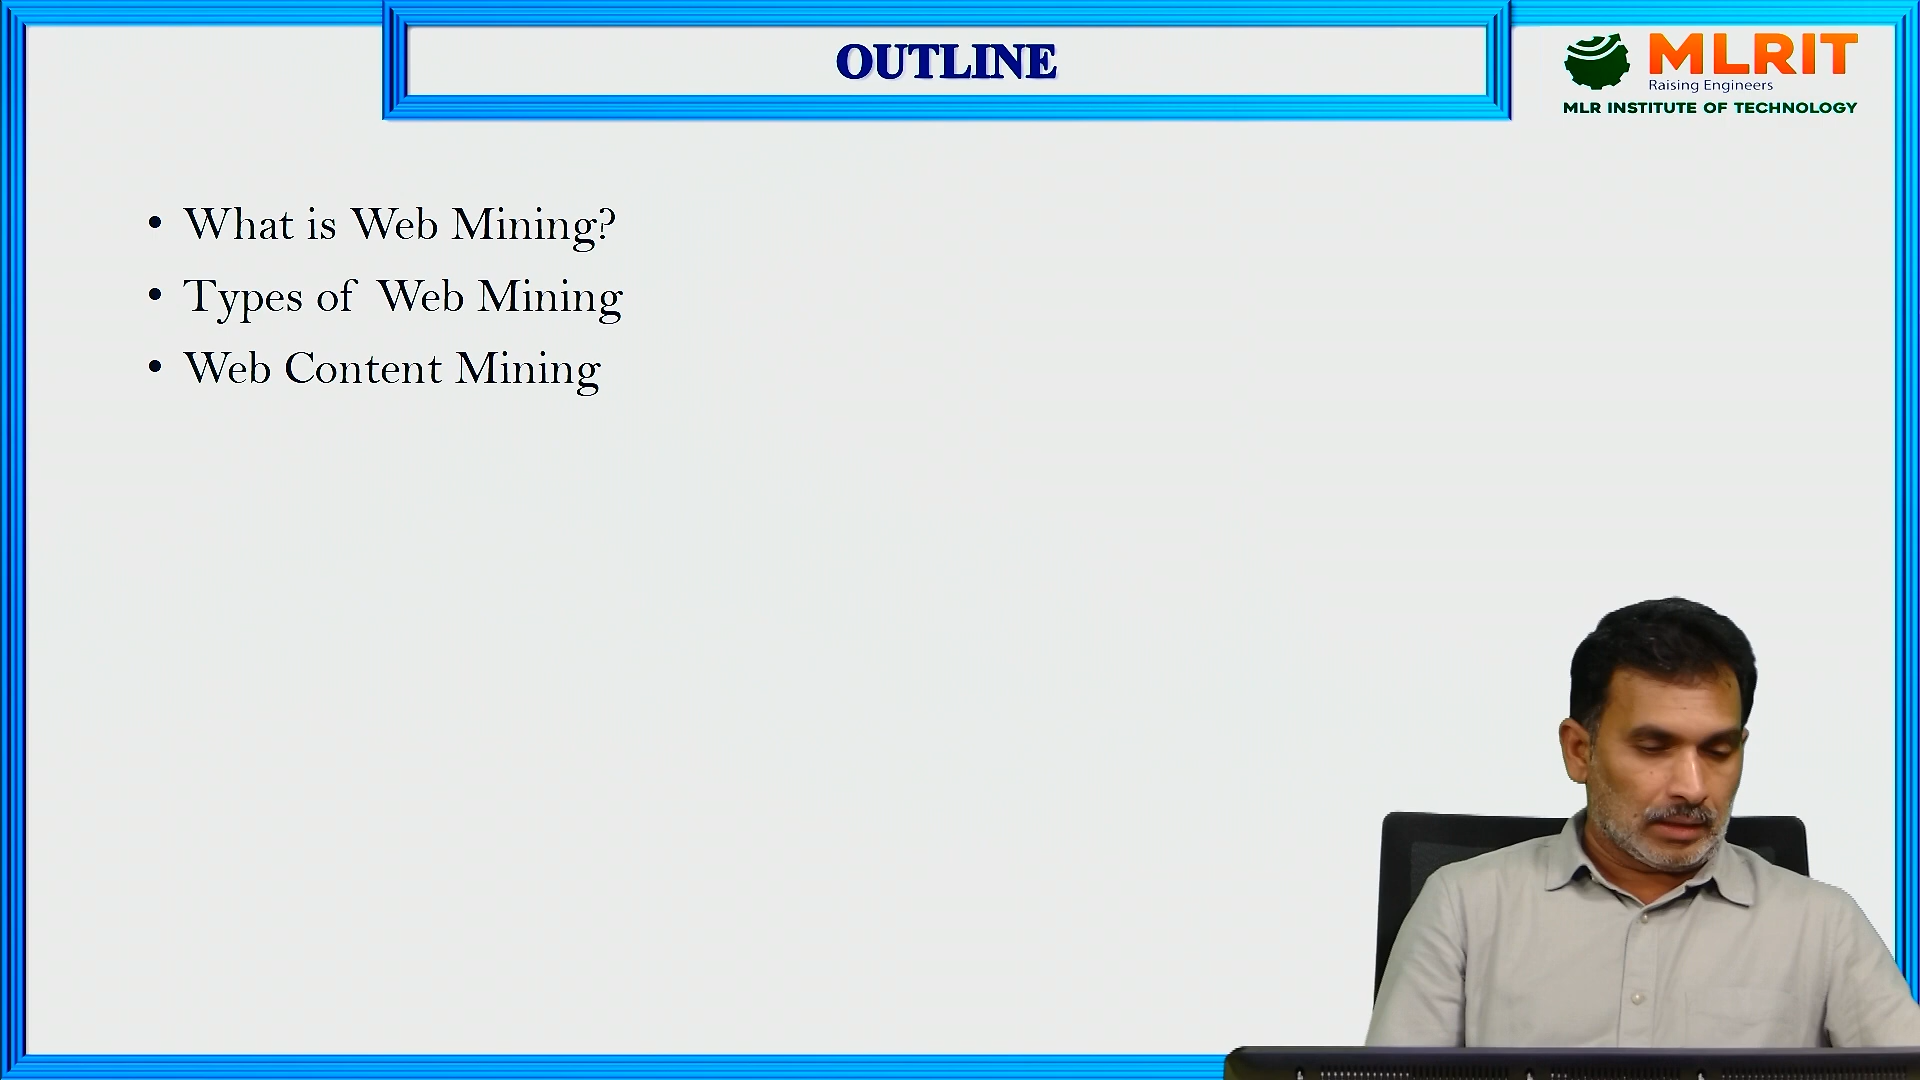 OUTLINE
MLRIT
Raising Engineers
MLR INSTITUTE OF TECHNOLOGY
• What is Web Mining?
• Types of Web Mining
• Web Content Mining